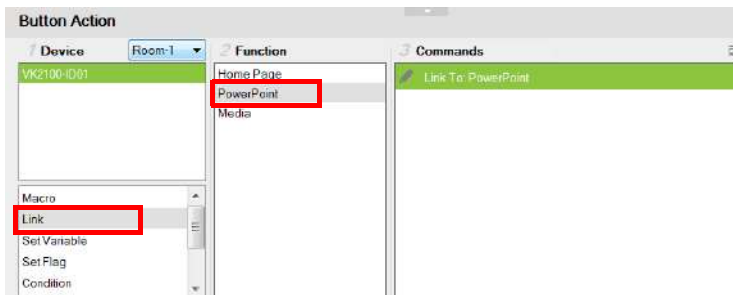 Button Action
1 Device
Room-1
2 Function
3 Commands
VK2100-ID01
Home Page
PowerPoint
Media
Link To: PowerPoint
Macro
Link
Set Variable
Set Flag
Condition